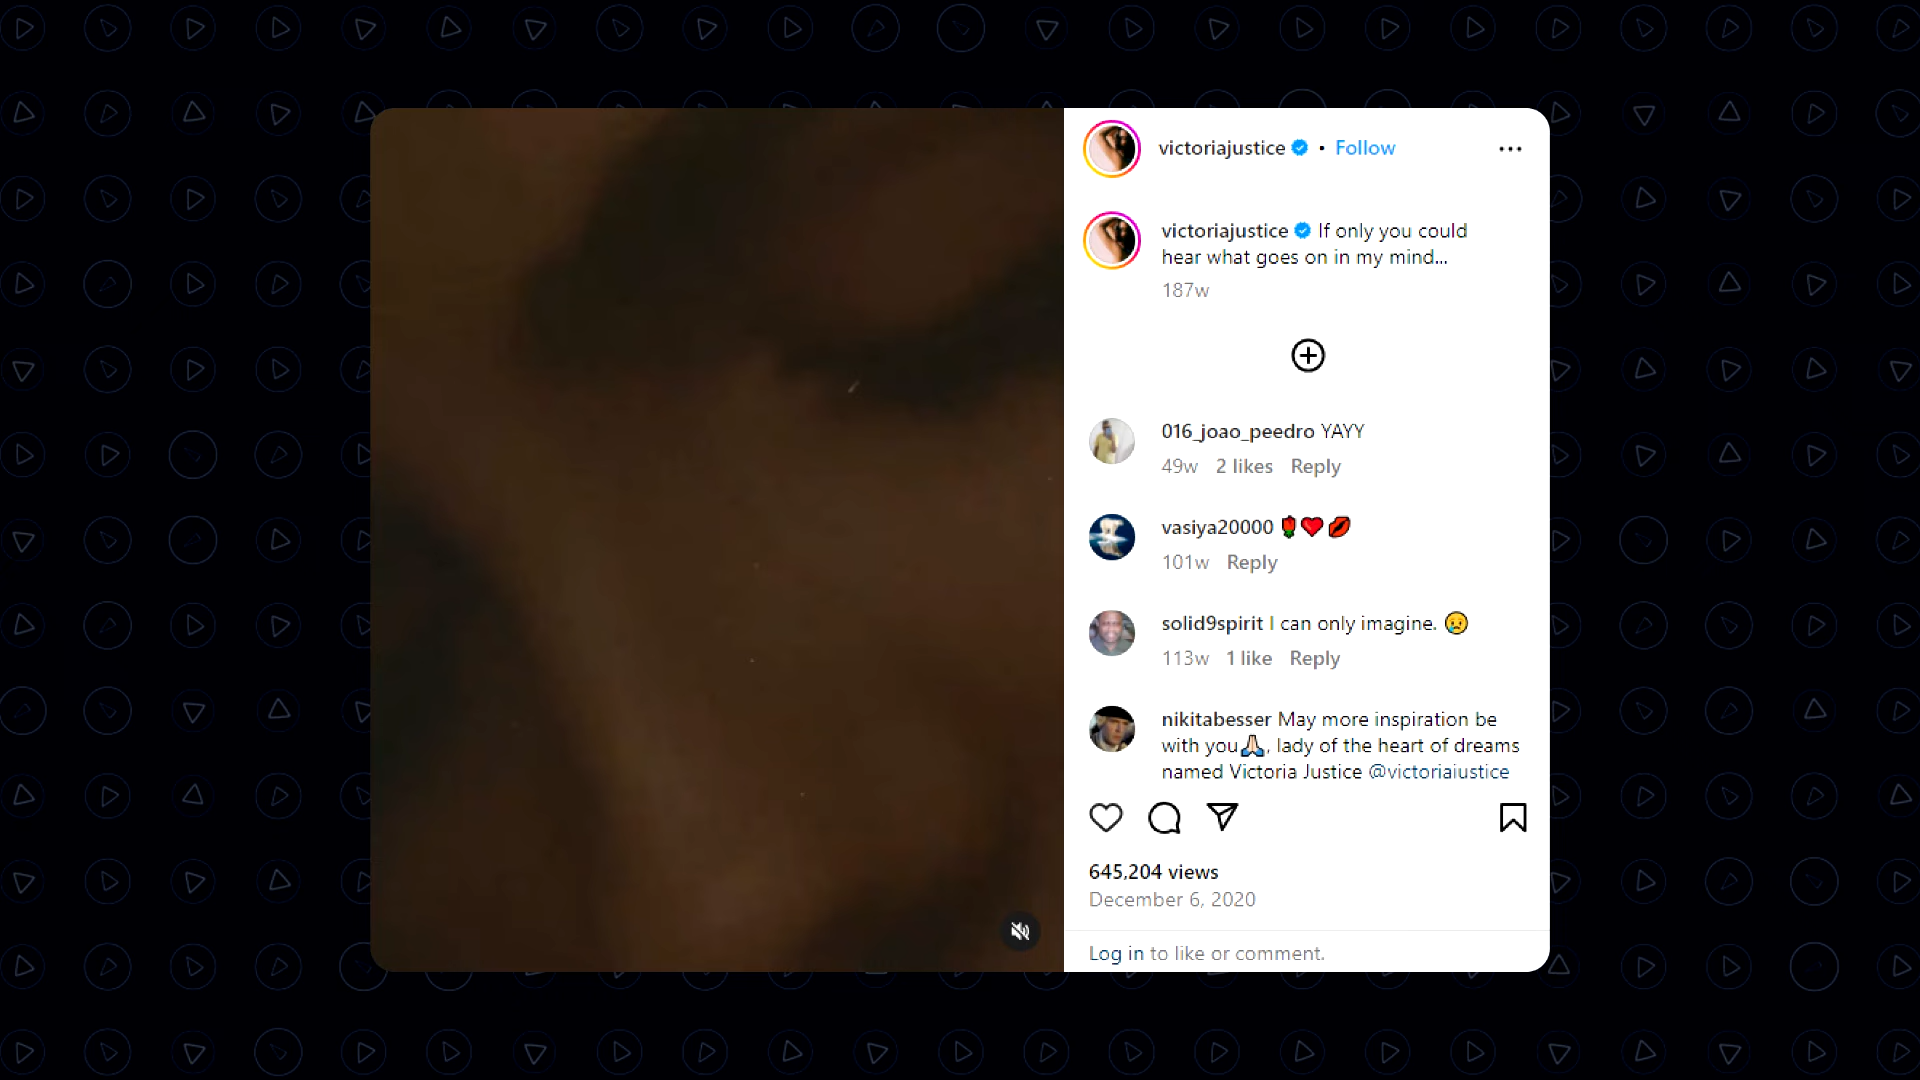 victoriajustice • Follow
victoriajustice If only you could
hear what goes on in my mind...
187w
016_joao_peedro YAYY
49w 2 likes Reply
vasiya20000 🌹❤️💋
101w Reply
solid9spirit I can only imagine. 😢
113w 1 like Reply
nikitabesser May more inspiration be
with you🙏🏻, lady of the heart of dreams
named Victoria Justice @victoriajustice
645,204 views
December 6, 2020
Log in to like or comment.